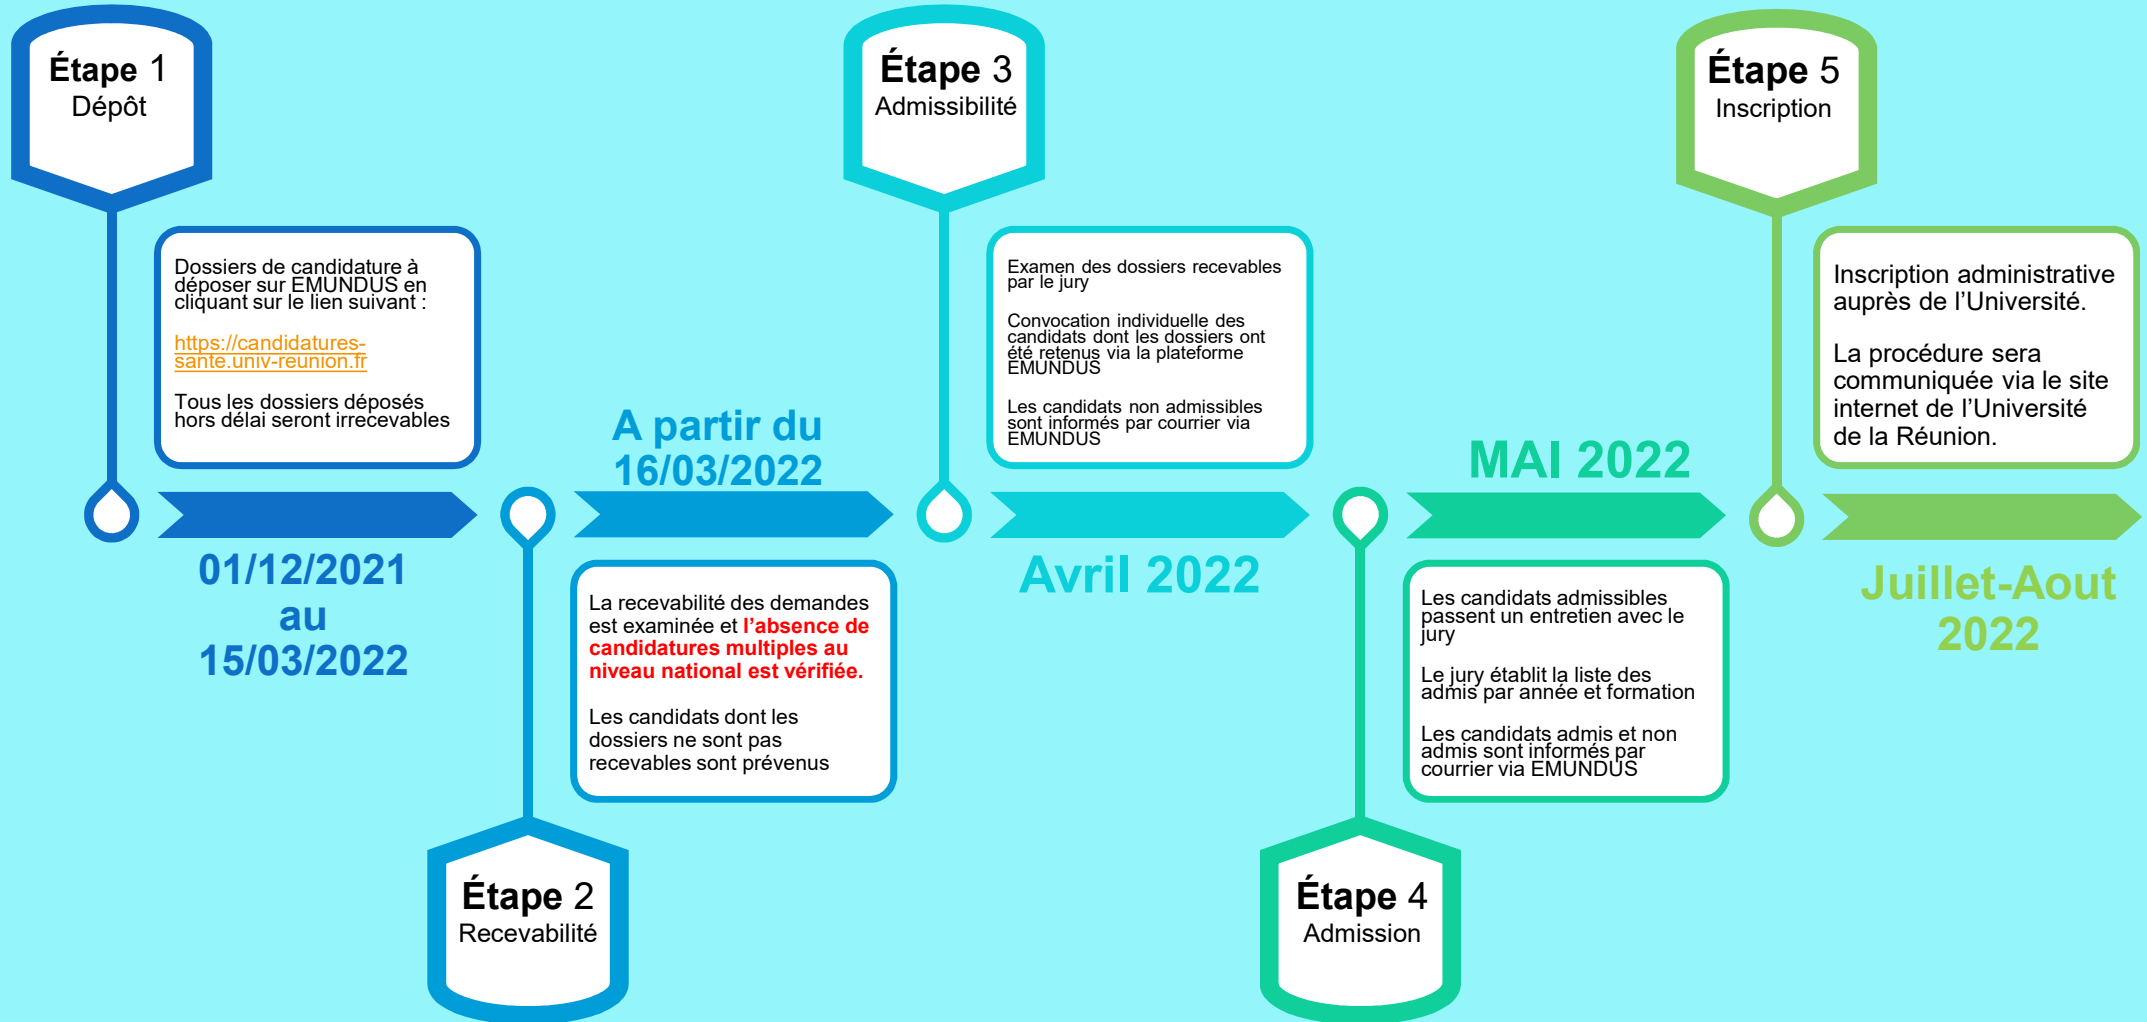 Étape 1
Dépôt
Dossiers de candidature à
déposer sur EMUNDUS en
cliquant sur le lien suivant :
https://candidatures-
sante.univ-reunion.fr
Tous les dossiers déposés
hors délai seront irrecevables
01/12/2021
au
15/03/2022
Étape 2
Recevabilité
A partir du
16/03/2022
La recevabilité des demandes
est examinée et l’absence de
candidatures multiples au
niveau national est vérifiée.
Les candidats dont les
dossiers ne sont pas
recevables sont prévenus
Étape 3
Admissibilité
Examen des dossiers recevables
par le jury
Convocation individuelle des
candidats dont les dossiers ont
été retenus via la plateforme
EMUNDUS
Les candidats non admissibles
sont informés par courrier via
EMUNDUS
Avril 2022
Étape 4
Admission
MAI 2022
Les candidats admissibles
passent un entretien avec le
jury
Le jury établit la liste des
admis par année et formation
Les candidats admis et non
admis sont informés par
courrier via EMUNDUS
Étape 5
Inscription
Inscription administrative
auprès de l’Université.
La procédure sera
communiquée via le site
internet de l’Université
de la Réunion.
Juillet-Aout
2022